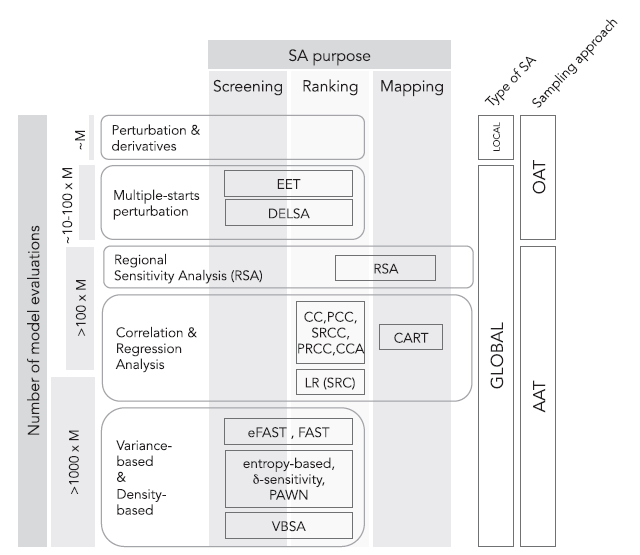 SA purpose
Screening
Ranking
Mapping
Type of SA
Sampling approach
Number of model evaluations
~M
Perturbation &
derivatives
LOCAL
OAT
~10-100 x M
Multiple-starts
perturbation
EET
DELSA
GLOBAL
AAT
>100 x M
Regional
Sensitivity Analysis (RSA)
RSA
Correlation &
Regression
Analysis
CC,PCC,
SRCC,
PRCC,CCA
LR (SRC)
CART
>1000 x M
Variance-
based
&
Density-
based
eFAST , FAST
entropy-based,
δ-sensitivity,
PAWN
VBSA